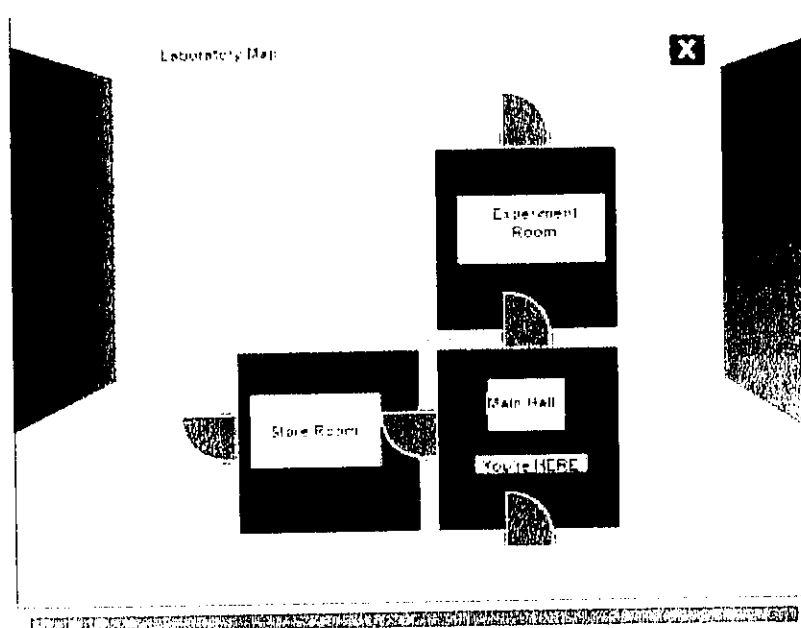 Laboratory Map
X
Experiment
Room
Main Hall
Store Room
You're HERE